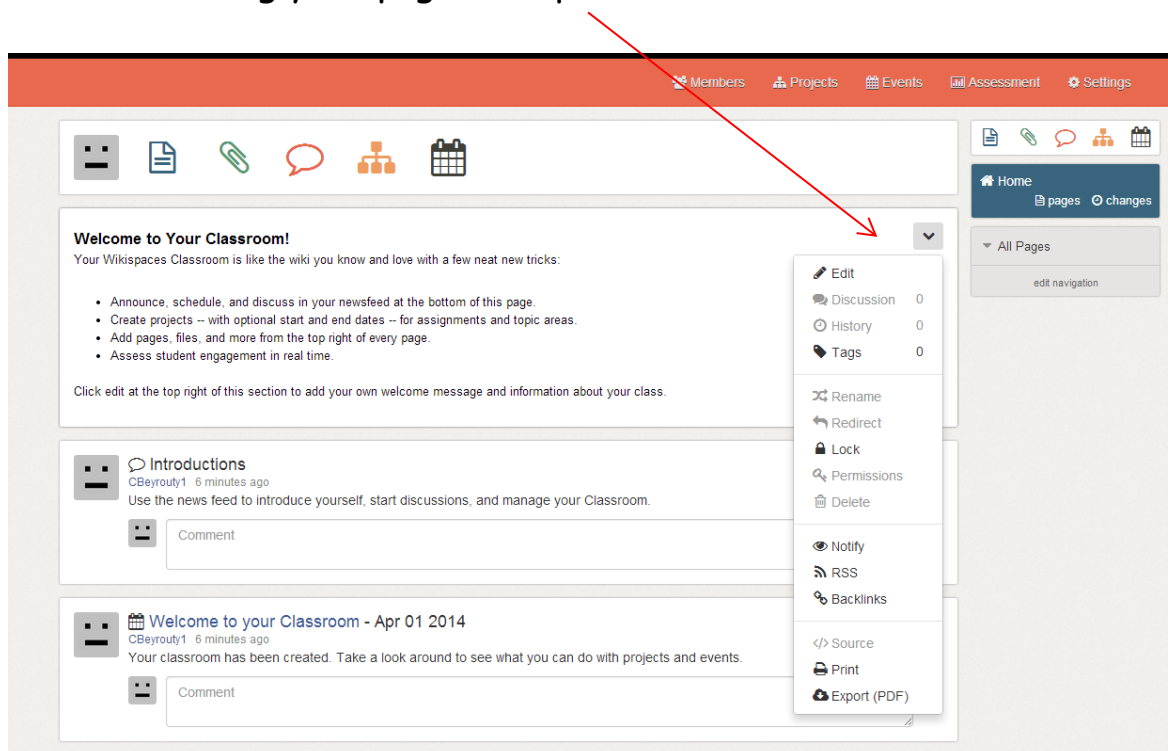 Members Projects Events Assessment Settings
Home
pages changes
All Pages
edit navigation
Welcome to Your Classroom!
Your Wikispaces Classroom is like the wiki you know and love with a few neat new tricks:
Announce, schedule, and discuss in your newsfeed at the bottom of this page.
Create projects -- with optional start and end dates -- for assignments and topic areas.
Add pages, files, and more from the top right of every page.
Assess student engagement in real time.
Click edit at the top right of this section to add your own welcome message and information about your class.
Edit
Discussion 0
History 0
Tags 0
Rename
Redirect
Lock
Permissions
Delete
Notify
RSS
Backlinks
</> Source
Print
Export (PDF)
Introductions
CBeyrouty1 6 minutes ago
Use the news feed to introduce yourself, start discussions, and manage your Classroom.
Comment
Welcome to your Classroom - Apr 01 2014
CBeyrouty1 6 minutes ago
Your classroom has been created. Take a look around to see what you can do with projects and events.
Comment